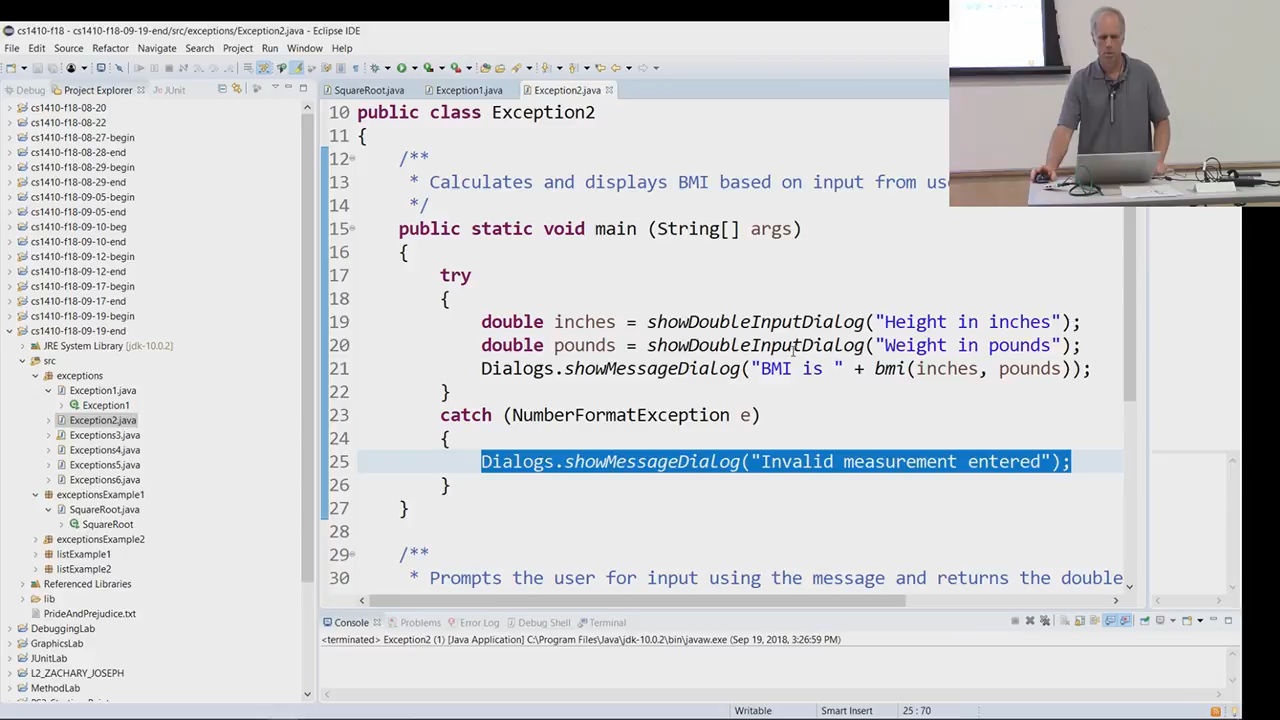 cs1410-f18 - cs1410-f18-09-19-end/src/exceptions/Exception2.java - Eclipse IDE
File Edit Source Refactor Navigate Search Project Run Window Help
Debug Project Explorer JUnit
SquareRoot.java Exception1.java Exception2.java
cs1410-f18-08-20
cs1410-f18-08-22
cs1410-f18-08-27-begin
cs1410-f18-08-28-end
cs1410-f18-08-29-begin
cs1410-f18-08-29-end
cs1410-f18-09-05-begin
cs1410-f18-09-05-end
cs1410-f18-09-10-beg
cs1410-f18-09-10-end
cs1410-f18-09-12-begin
cs1410-f18-09-12-end
cs1410-f18-09-17-begin
cs1410-f18-09-17-end
cs1410-f18-09-19-begin
cs1410-f18-09-19-end
JRE System Library [jdk-10.0.2]
src
exceptions
Exception1.java
Exception1
Exception2.java
Exceptions3.java
Exceptions4.java
Exceptions5.java
Exceptions6.java
exceptionsExample1
SquareRoot.java
SquareRoot
exceptionsExample2
listExample1
listExample2
Referenced Libraries
lib
PrideAndPrejudice.txt
DebuggingLab
GraphicsLab
JUnitLab
L2_ZACHARY_JOSEPH
MethodLab
10 public class Exception2
11 {
12 /**
13 * Calculates and displays BMI based on input from use
14 */
15 public static void main (String[] args)
16 {
17 try
18 {
19 double inches = showDoubleInputDialog("Height in inches");
20 double pounds = showDoubleInputDialog("Weight in pounds");
21 Dialogs.showMessageDialog("BMI is " + bmi(inches, pounds));
22 }
23 catch (NumberFormatException e)
24 {
25 Dialogs.showMessageDialog("Invalid measurement entered");
26 }
27 }
28
29 /**
30 * Prompts the user for input using the message and returns the double
Console Problems Error Log Debug Shell Terminal
<terminated> Exception2 (1) [Java Application] C:\Program Files\Java\jdk-10.0.2\bin\javaw.exe (Sep 19, 2018, 3:26:59 PM)
Writable Smart Insert 25 : 70